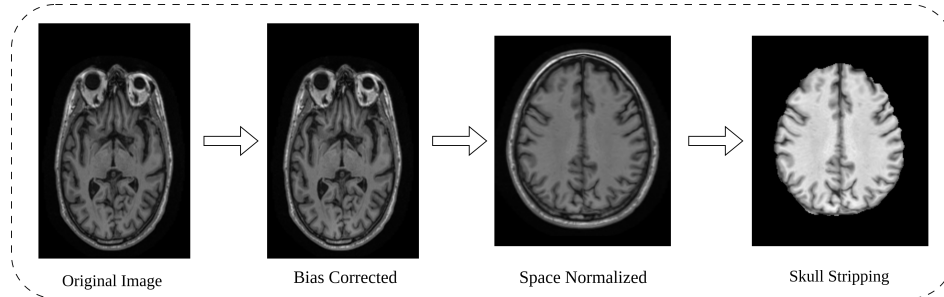 Original Image
Bias Corrected
Space Normalized
Skull Stripping